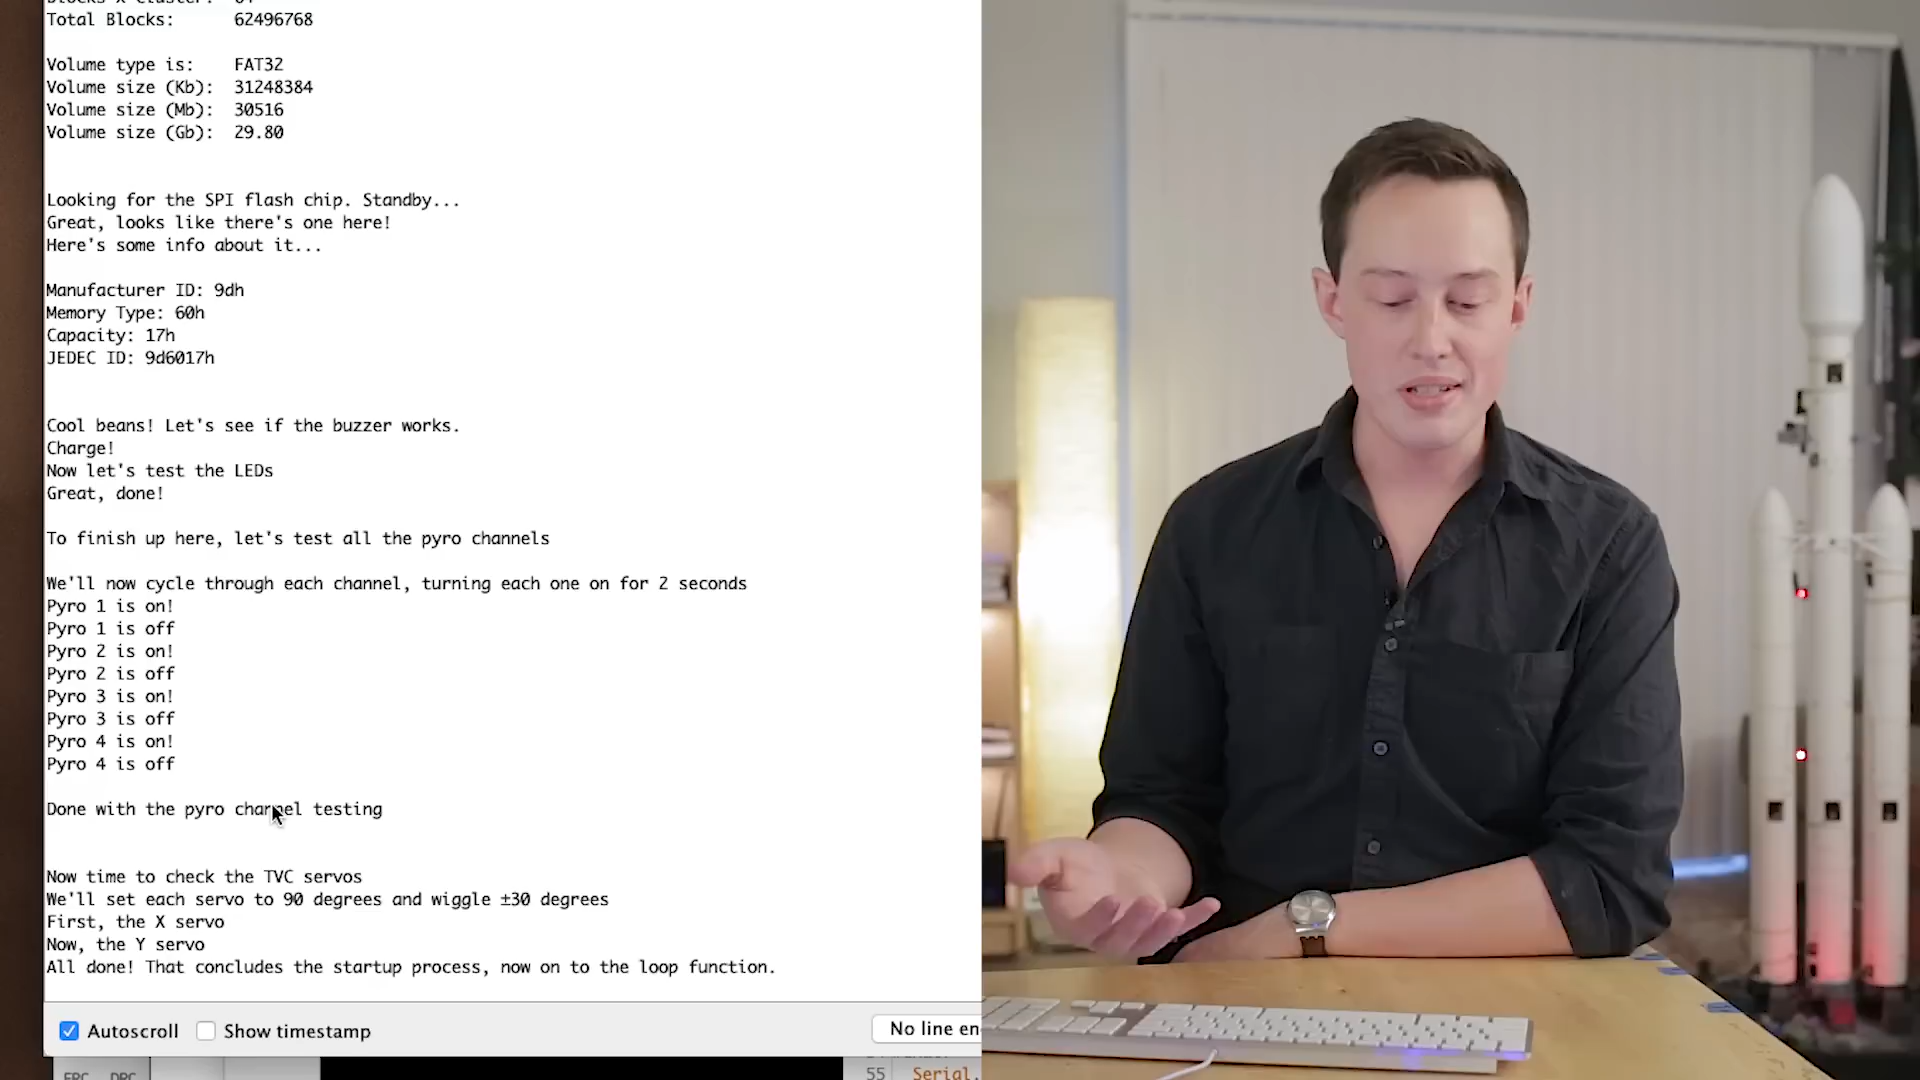 Total Blocks: 62496768
Volume type is: FAT32
Volume size (Kb): 31248384
Volume size (Mb): 30516
Volume size (Gb): 29.80
Looking for the SPI flash chip. Standby...
Great, looks like there's one here!
Here's some info about it...
Manufacturer ID: 9dh
Memory Type: 60h
Capacity: 17h
JEDEC ID: 9d6017h
Cool beans! Let's see if the buzzer works.
Charge!
Now let's test the LEDs
Great, done!
To finish up here, let's test all the pyro channels
We'll now cycle through each channel, turning each one on for 2 seconds
Pyro 1 is on!
Pyro 1 is off
Pyro 2 is on!
Pyro 2 is off
Pyro 3 is on!
Pyro 3 is off
Pyro 4 is on!
Pyro 4 is off
Done with the pyro channel testing
Now time to check the TVC servos
We'll set each servo to 90 degrees and wiggle ±30 degrees
First, the X servo
Now, the Y servo
All done! That concludes the startup process, now on to the loop function.
Autoscroll Show timestamp No line en
55 Serial.